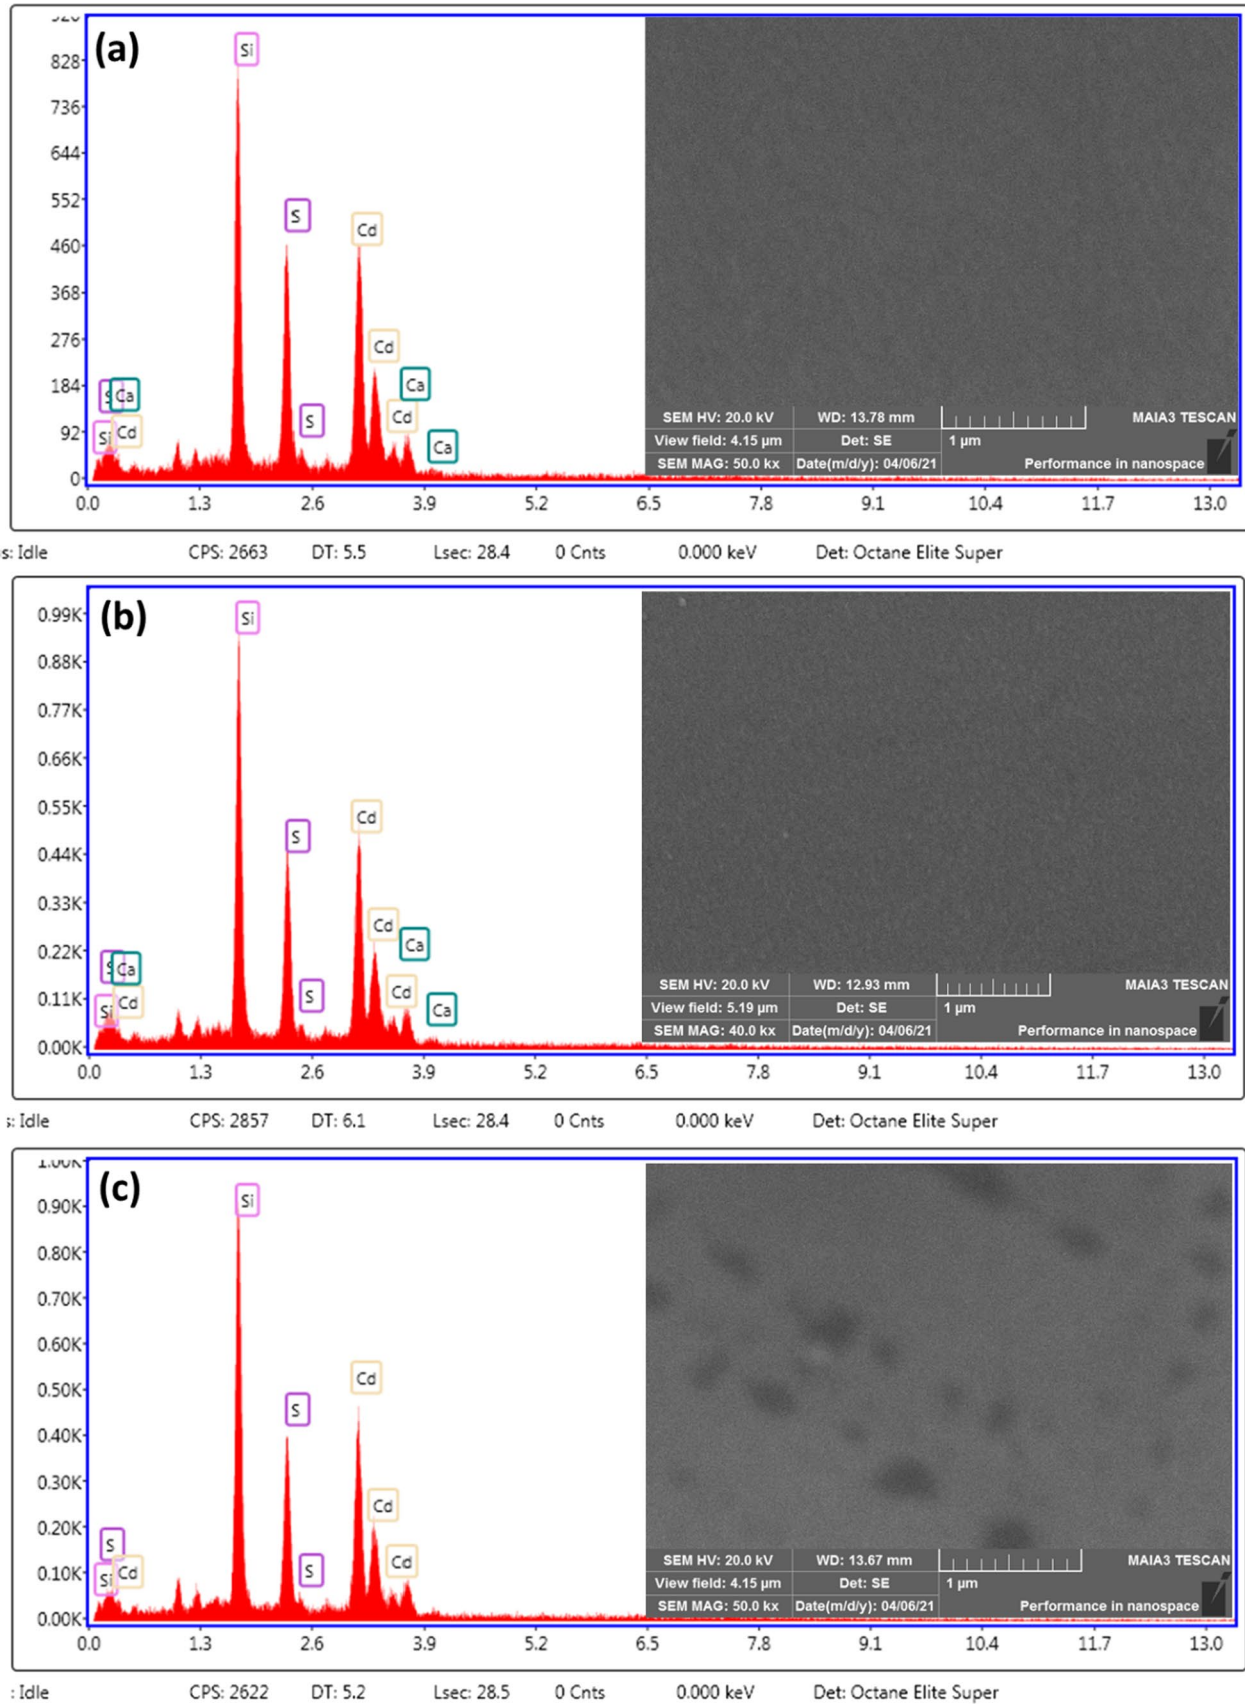 (a)
Si
S
Cd
Cd
Ca
Cd
S
Ca
Ca
Cd
Si
828
736
644
552
460
368
276
184
92
0
0.0 1.3 2.6 3.9 5.2 6.5 7.8 9.1 10.4 11.7 13.0
SEM HV: 20.0 kV WD: 13.78 mm MAIA3 TESCAN
View field: 4.15 µm Det: SE 1 µm
SEM MAG: 50.0 kx Date(m/d/y): 04/06/21 Performance in nanospace
s: Idle CPS: 2663 DT: 5.5 Lsec: 28.4 0 Cnts 0.000 keV Det: Octane Elite Super
(b)
Si
S
Cd
Cd
Ca
Cd
S
Ca
Ca
Cd
Si
0.99K
0.88K
0.77K
0.66K
0.55K
0.44K
0.33K
0.22K
0.11K
0.00K
0.0 1.3 2.6 3.9 5.2 6.5 7.8 9.1 10.4 11.7 13.0
SEM HV: 20.0 kV WD: 12.93 mm MAIA3 TESCAN
View field: 5.19 µm Det: SE 1 µm
SEM MAG: 40.0 kx Date(m/d/y): 04/06/21 Performance in nanospace
s: Idle CPS: 2857 DT: 6.1 Lsec: 28.4 0 Cnts 0.000 keV Det: Octane Elite Super
(c)
Si
S
Cd
Cd
Cd
S
S
Cd
Si
1.00K
0.90K
0.80K
0.70K
0.60K
0.50K
0.40K
0.30K
0.20K
0.10K
0.00K
0.0 1.3 2.6 3.9 5.2 6.5 7.8 9.1 10.4 11.7 13.0
SEM HV: 20.0 kV WD: 13.67 mm MAIA3 TESCAN
View field: 4.15 µm Det: SE 1 µm
SEM MAG: 50.0 kx Date(m/d/y): 04/06/21 Performance in nanospace
: Idle CPS: 2622 DT: 5.2 Lsec: 28.5 0 Cnts 0.000 keV Det: Octane Elite Super